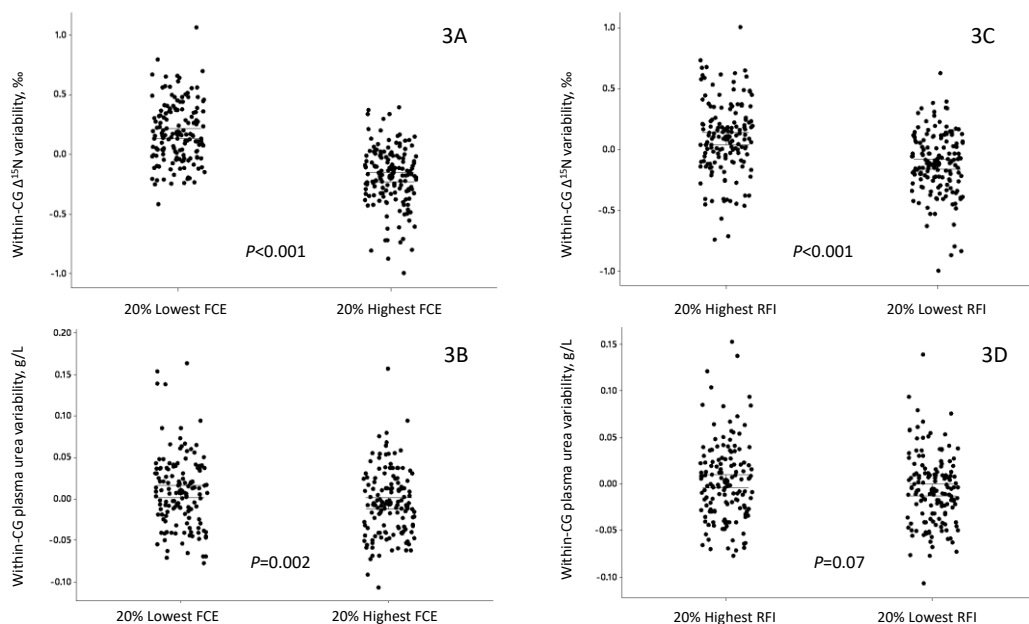 3A
Within-CG Δ¹⁵N variability, ‰
1.0
0.5
0.0
-0.5
-1.0
P<0.001
20% Lowest FCE
20% Highest FCE
3C
Within-CG Δ¹⁵N variability, ‰
1.0
0.5
0.0
-0.5
-1.0
P<0.001
20% Highest RFI
20% Lowest RFI
3B
Within-CG plasma urea variability, g/L
0.20
0.15
0.10
0.05
0.00
-0.05
-0.10
P=0.002
20% Lowest FCE
20% Highest FCE
3D
Within-CG plasma urea variability, g/L
0.15
0.10
0.05
0.00
-0.05
-0.10
P=0.07
20% Highest RFI
20% Lowest RFI